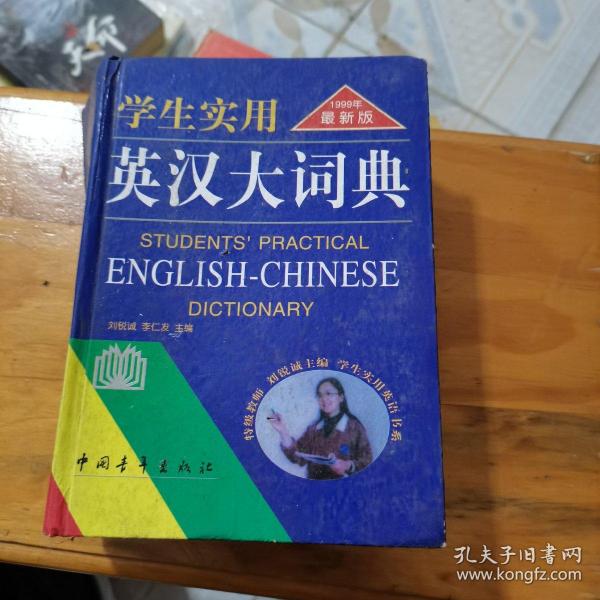 学生实用
1999年
最新版
英汉大词典
STUDENTS' PRACTICAL
ENGLISH-CHINESE
DICTIONARY
刘锐诚 李仁发 主编
特级教师 刘锐诚主编 学生实用英语书系
中国青年出版社
孔夫子旧书网
www.kongfz.com